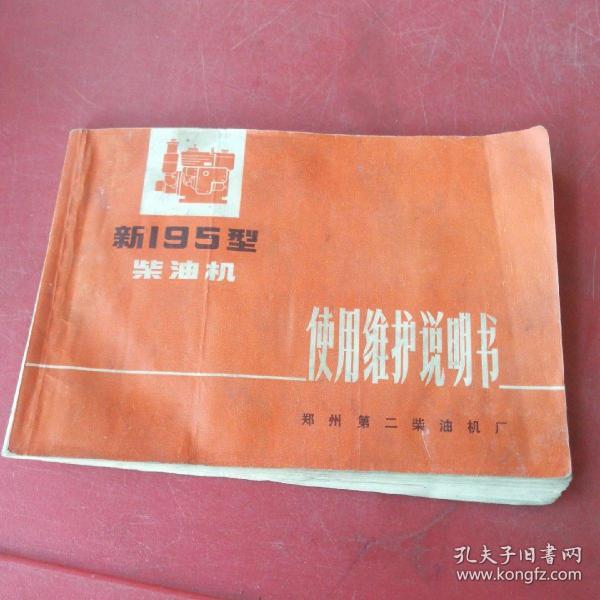 新195型
柴油机
使用维护说明书
郑州第二柴油机厂
孔夫子旧书网
www.kongfz.com